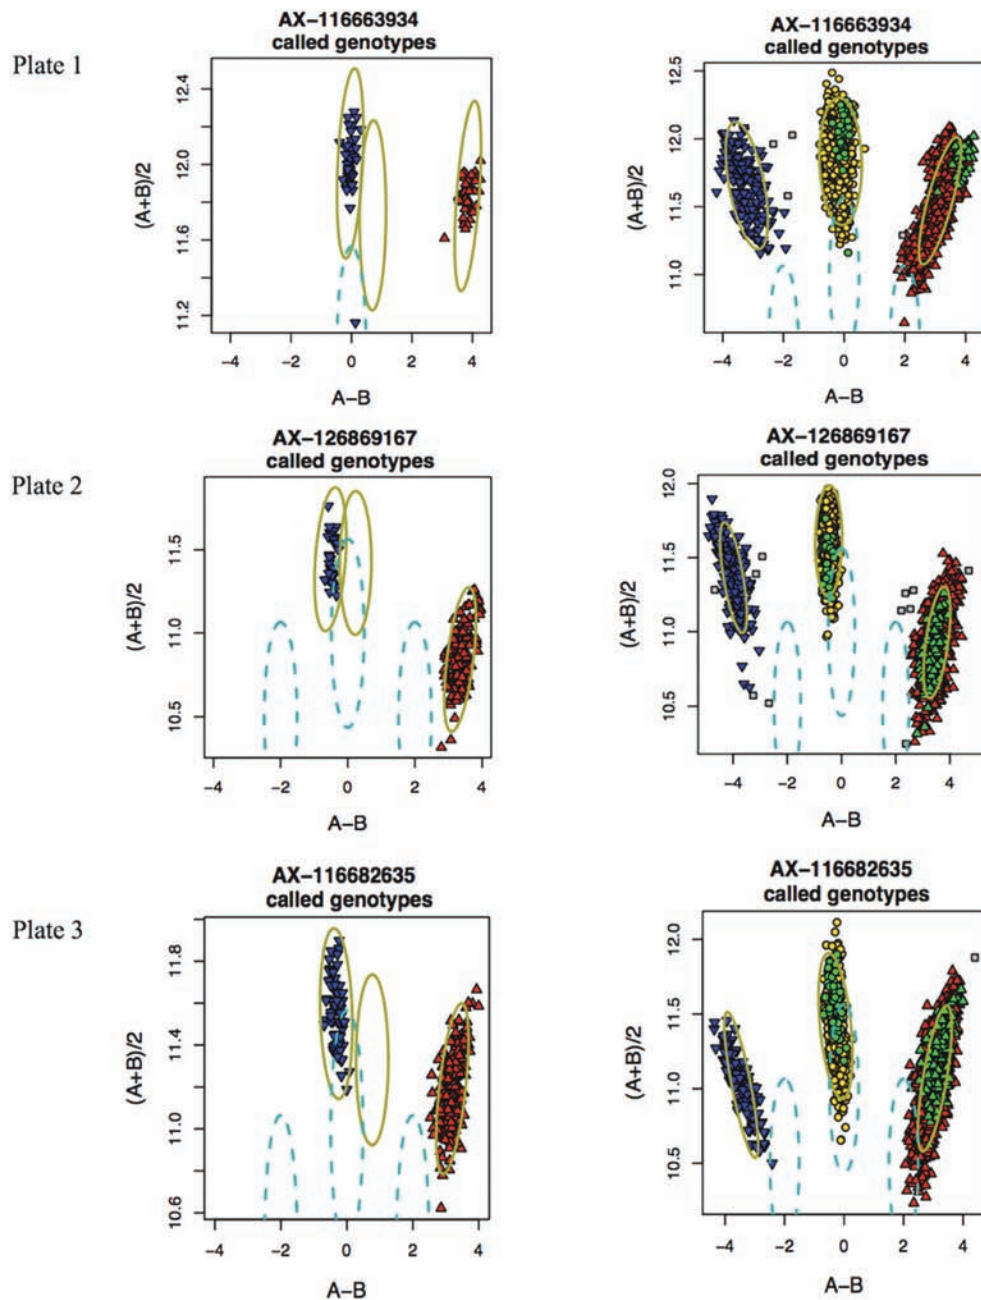 AX-116663934
called genotypes
AX-116663934
called genotypes
Plate 1
(A+B)/2
12.4
12.0
11.6
11.2
-4 -2 0 2 4
A-B
(A+B)/2
12.5
12.0
11.5
11.0
-4 -2 0 2 4
A-B
AX-126869167
called genotypes
AX-126869167
called genotypes
Plate 2
(A+B)/2
11.5
11.0
10.5
-4 -2 0 2 4
A-B
(A+B)/2
12.0
11.5
11.0
10.5
-4 -2 0 2 4
A-B
AX-116682635
called genotypes
AX-116682635
called genotypes
Plate 3
(A+B)/2
11.8
11.4
11.0
10.6
-4 -2 0 2 4
A-B
(A+B)/2
12.0
11.5
11.0
10.5
-4 -2 0 2 4
A-B